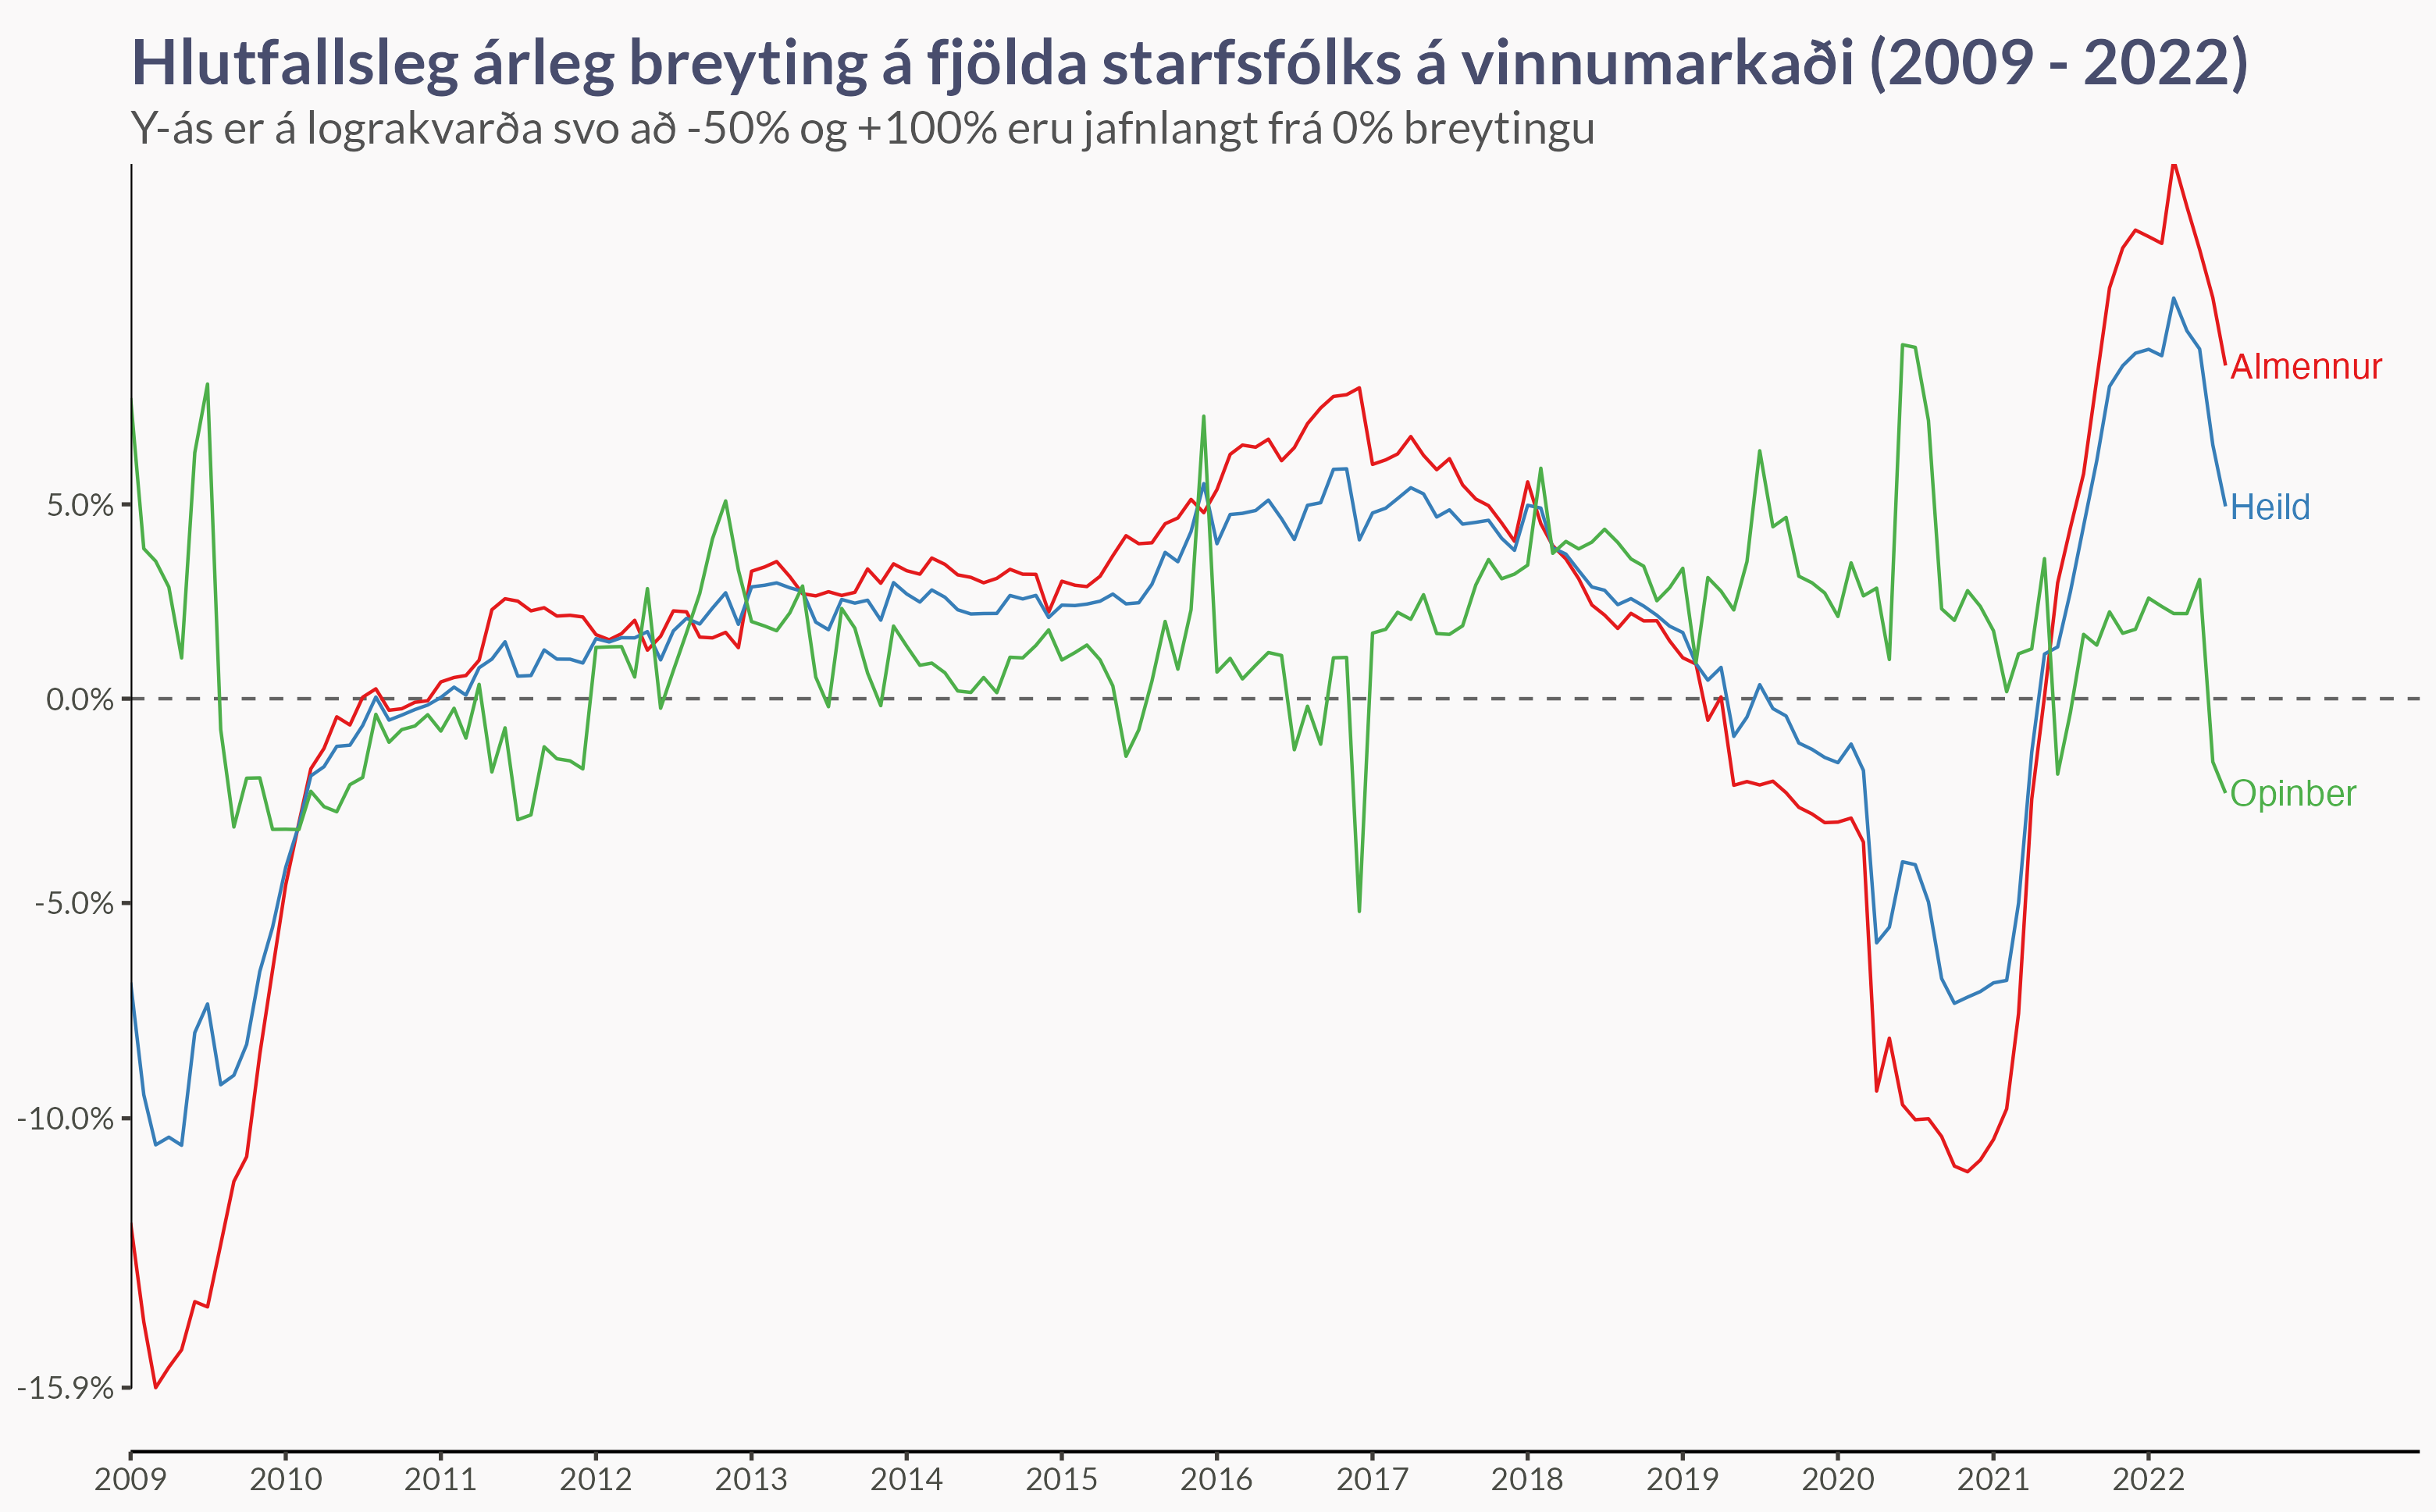 Hlutfallsleg árleg breyting á fjölda starfsfólks á vinnumarkaði (2009 - 2022)
Y-ás er á lograkvarða svo að -50% og +100% eru jafnlangt frá 0% breytingu
Almennur
5.0%
Heild
0.0%
Opinber
-5.0%
-10.0%
-15.9%
2009 2010 2011 2012 2013 2014 2015 2016 2017 2018 2019 2020 2021 2022